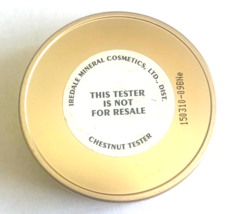 IREDALE MINERAL COSMETICS, LTD., DIST.
THIS TESTER
IS NOT
FOR RESALE
CHESTNUT TESTER
150310-09BNe